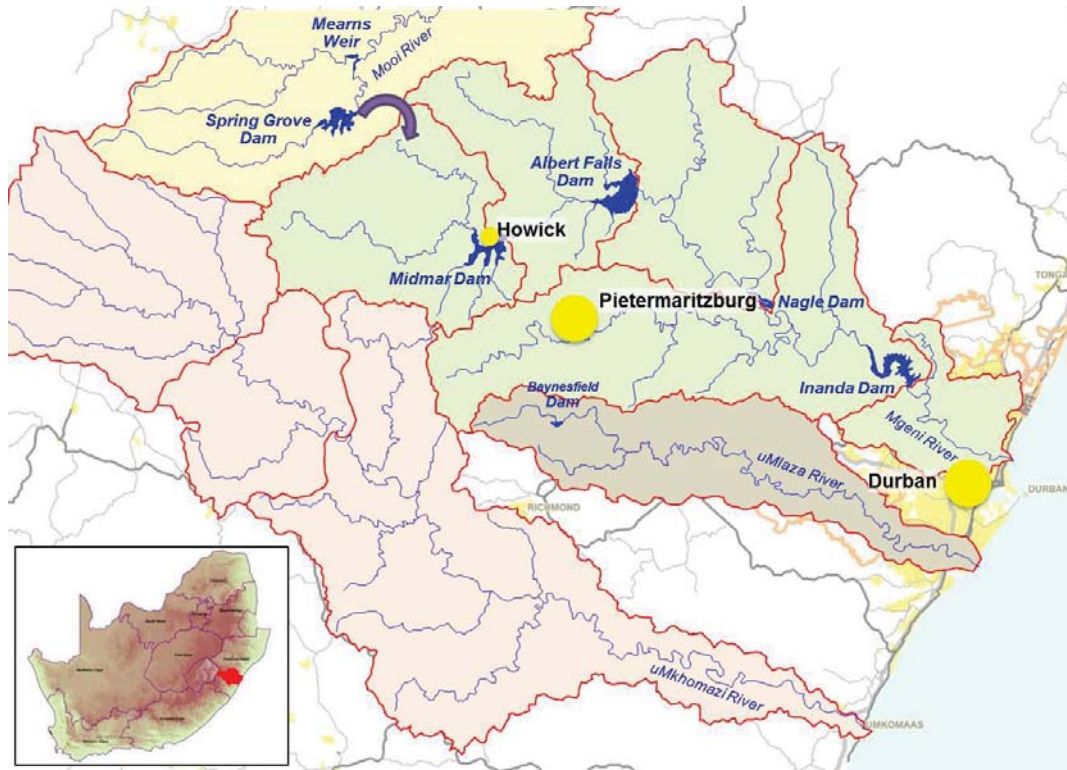 Mearns
Weir
Mooi River
Spring Grove
Dam
Albert Falls
Dam
Howick
Midmar Dam
Pietermaritzburg
Nagle Dam
TONGA
Inanda Dam
Baynesfield
Dam
Mgeni River
uMlaza River
Durban
DURBAN
RICHMOND
uMkhomazi River
UMKOMAAS